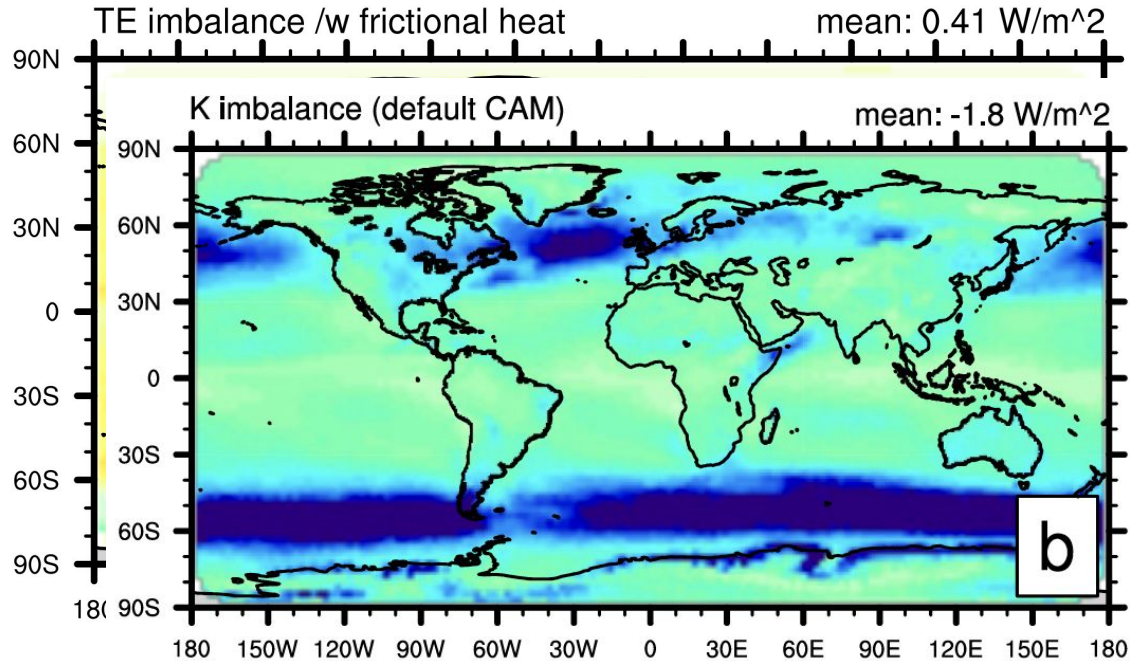 TE imbalance /w frictional heat mean: 0.41 W/m^2
90N
60N
30N
0
30S
60S
90S
K imbalance (default CAM) mean: -1.8 W/m^2
90N
60N
30N
0
30S
60S
90S
b
180 150W 120W 90W 60W 30W 0 30E 60E 90E 120E 150E 180